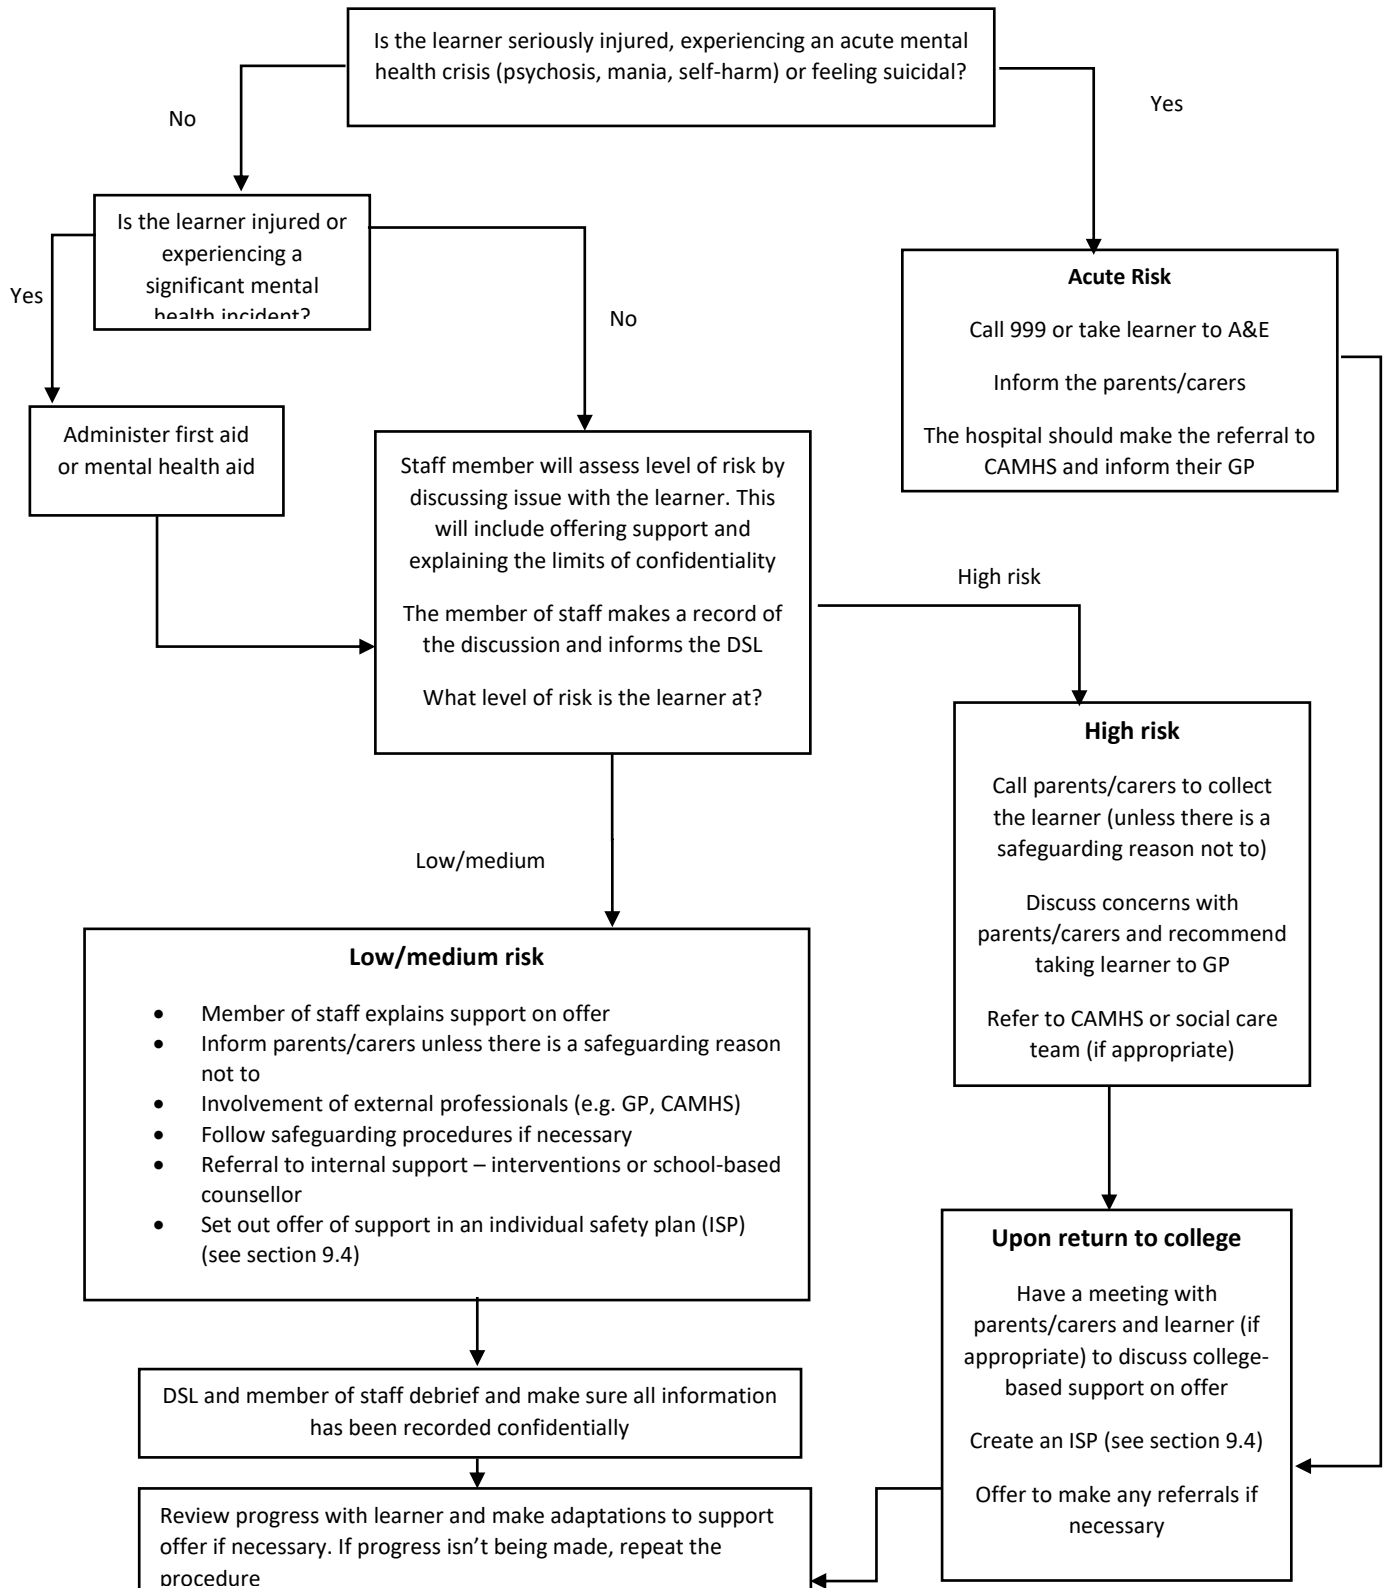 Is the learner seriously injured, experiencing an acute mental
health crisis (psychosis, mania, self-harm) or feeling suicidal?
No
Yes
Is the learner injured or
experiencing a
significant mental
health incident?
Yes
No
Acute Risk
Call 999 or take learner to A&E
Inform the parents/carers
The hospital should make the referral to
CAMHS and inform their GP
Administer first aid
or mental health aid
Staff member will assess level of risk by
discussing issue with the learner. This
will include offering support and
explaining the limits of confidentiality
The member of staff makes a record of
the discussion and informs the DSL
What level of risk is the learner at?
High risk
High risk
Call parents/carers to collect
the learner (unless there is a
safeguarding reason not to)
Discuss concerns with
parents/carers and recommend
taking learner to GP
Refer to CAMHS or social care
team (if appropriate)
Low/medium
Low/medium risk
• Member of staff explains support on offer
• Inform parents/carers unless there is a safeguarding reason
not to
• Involvement of external professionals (e.g. GP, CAMHS)
• Follow safeguarding procedures if necessary
• Referral to internal support – interventions or school-based
counsellor
• Set out offer of support in an individual safety plan (ISP)
(see section 9.4)
Upon return to college
Have a meeting with
parents/carers and learner (if
appropriate) to discuss college-
based support on offer
Create an ISP (see section 9.4)
Offer to make any referrals if
necessary
DSL and member of staff debrief and make sure all information
has been recorded confidentially
Review progress with learner and make adaptations to support
offer if necessary. If progress isn't being made, repeat the
procedure